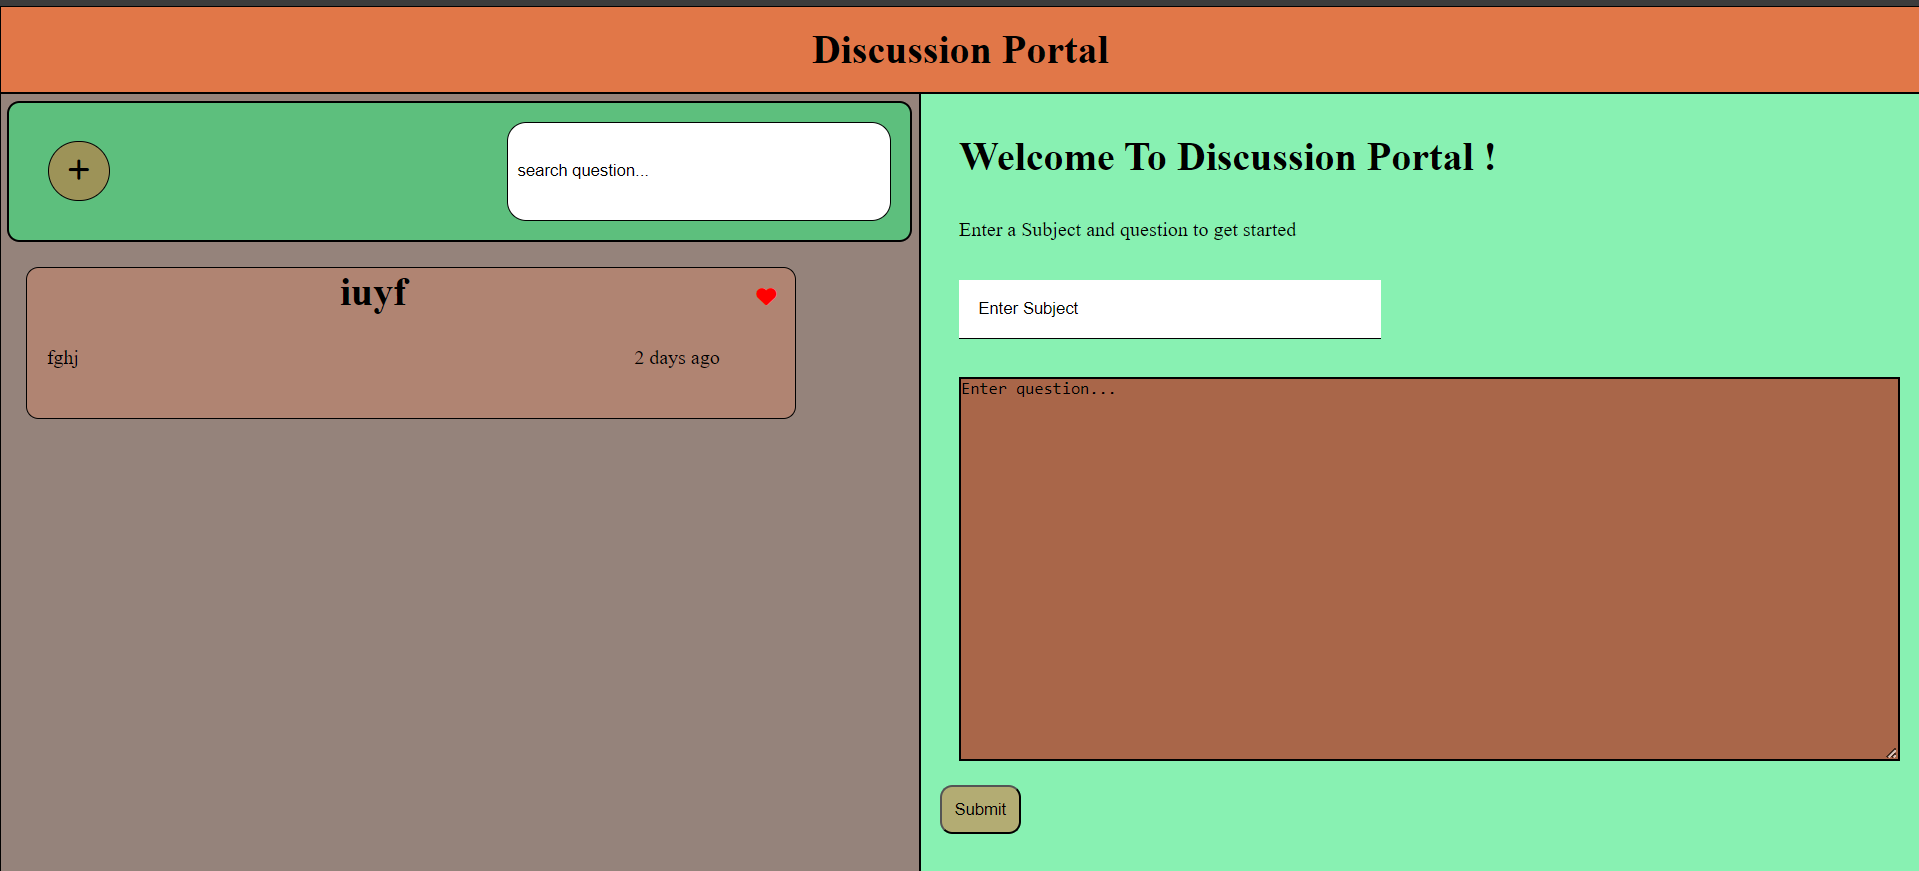 Discussion Portal
+
search question...
iuyf
fghj
2 days ago
Welcome To Discussion Portal !
Enter a Subject and question to get started
Enter Subject
Enter question...
Submit